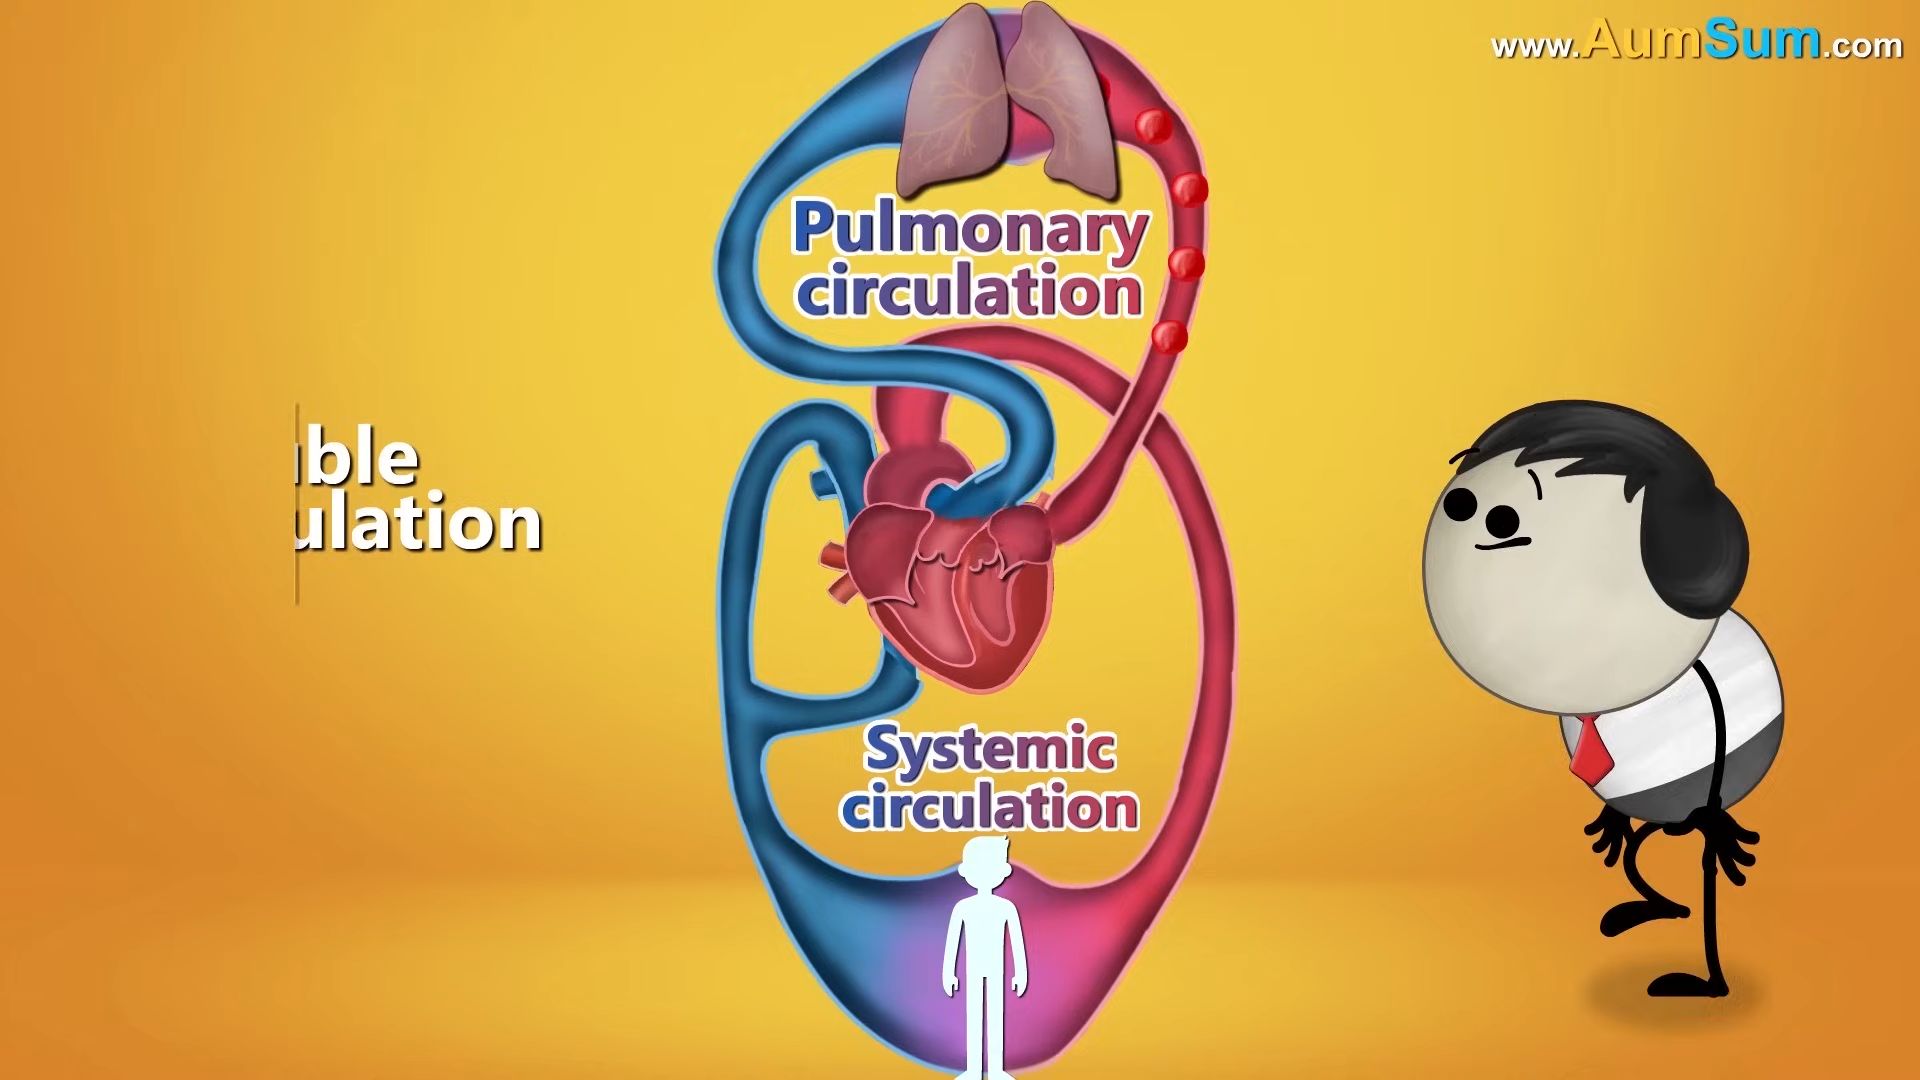 www.AumSum.com
Pulmonary
circulation
ble
ulation
Systemic
circulation